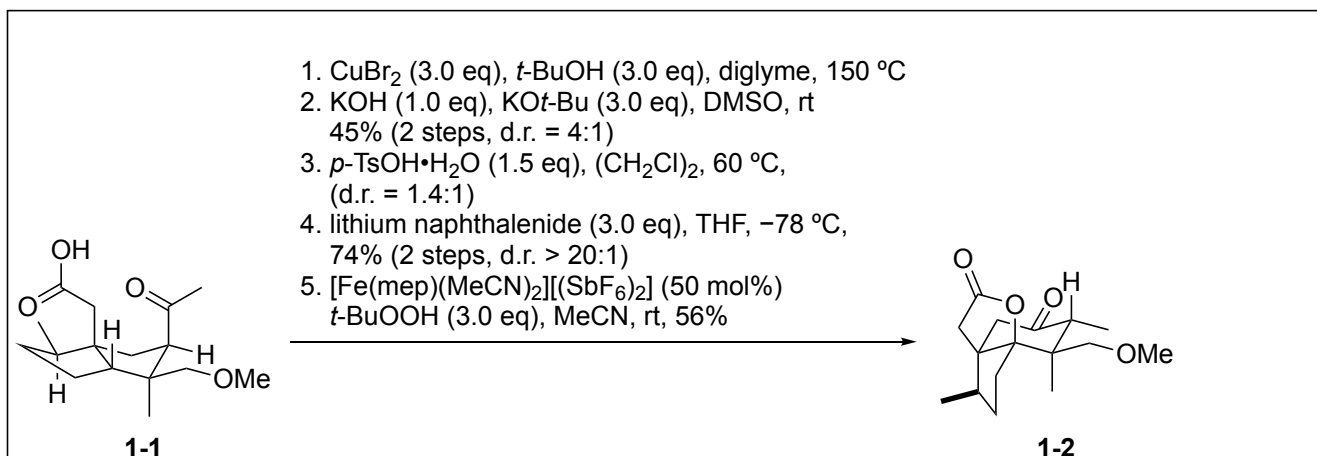 1. CuBr₂ (3.0 eq), t-BuOH (3.0 eq), diglyme, 150 ºC
2. KOH (1.0 eq), KOt-Bu (3.0 eq), DMSO, rt
45% (2 steps, d.r. = 4:1)
3. p-TsOH•H₂O (1.5 eq), (CH₂Cl)₂, 60 ºC,
(d.r. = 1.4:1)
4. lithium naphthalenide (3.0 eq), THF, −78 ºC,
74% (2 steps, d.r. > 20:1)
5. [Fe(mep)(MeCN)₂][(SbF₆)₂] (50 mol%)
t-BuOOH (3.0 eq), MeCN, rt, 56%
OH
O
O
H
H
H
OMe
1-1
O
O
O
H
OMe
1-2